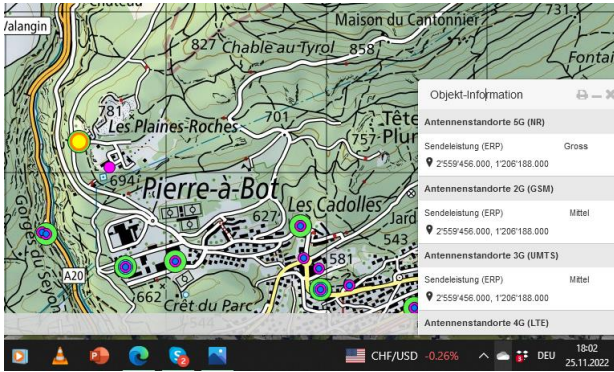 Château
Valangin
Maison du Cantonnier
731
827
Chable au Tyrol
858
Fontai
781
Les Plaines-Roches
701
Tête
757
Plur
694
Pierre-à-Bot
627
Les Cadolles
Jard
543
Gorges du Seyon
581
A20
662
Crêt du Parc
544
Objekt-Information
Antennenstandorte 5G (NR)
Sendeleistung (ERP) Gross
2'559'456.000, 1'206'188.000
Antennenstandorte 2G (GSM)
Sendeleistung (ERP) Mittel
2'559'456.000, 1'206'188.000
Antennenstandorte 3G (UMTS)
Sendeleistung (ERP) Mittel
2'559'456.000, 1'206'188.000
Antennenstandorte 4G (LTE)
CHF/USD -0.26% DEU 18:02
25.11.2022